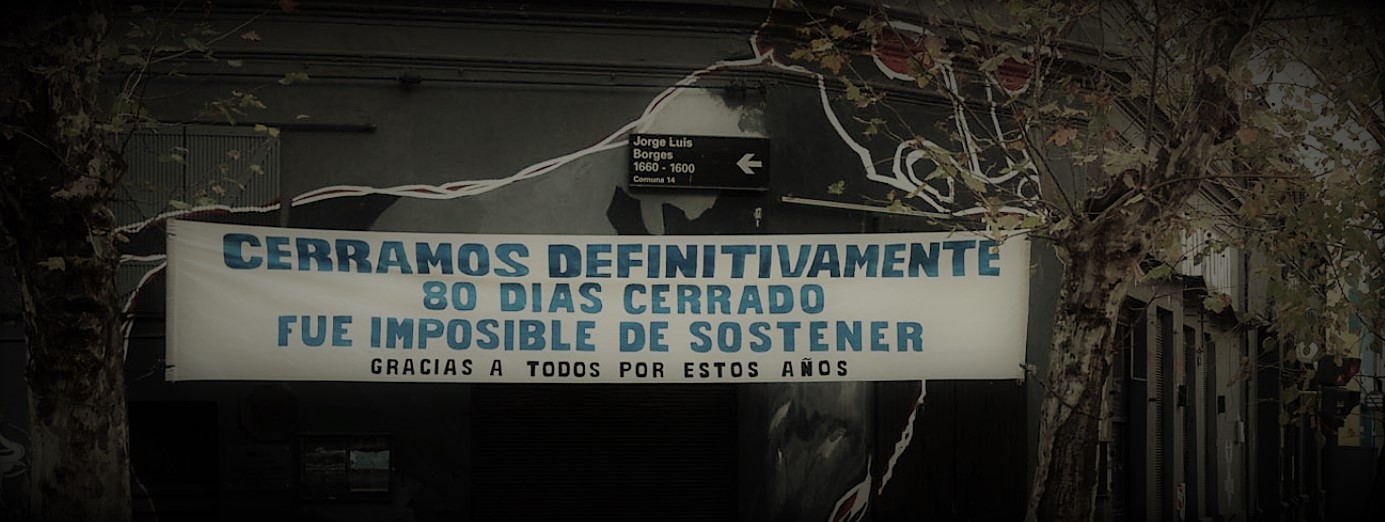 Jorge Luis
Borges
1660 - 1600
Comuna 14
CERRAMOS DEFINITIVAMENTE
80 DIAS CERRADO
FUE IMPOSIBLE DE SOSTENER
GRACIAS A TODOS POR ESTOS AÑOS